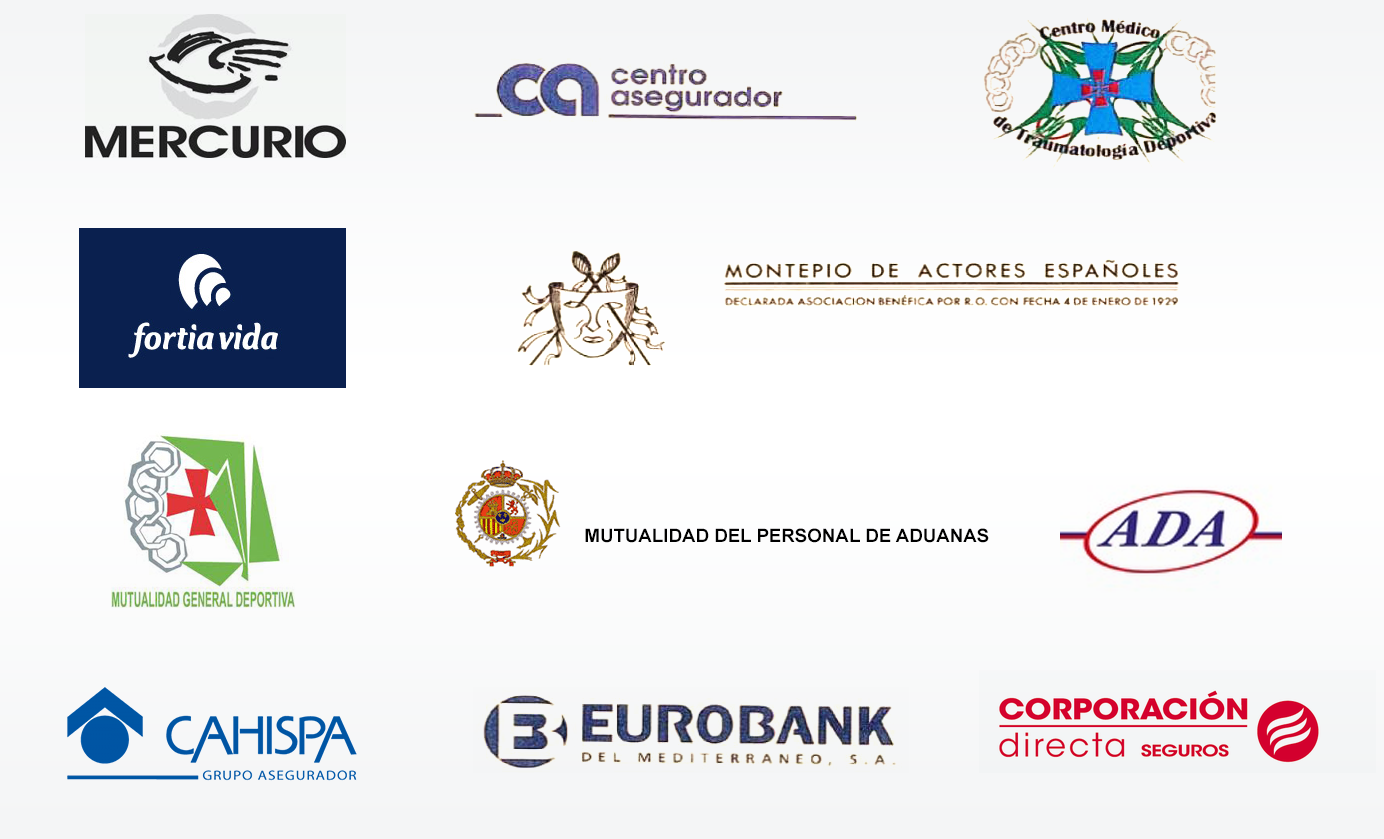 MERCURIO
ca centro
asegurador
Centro Médico
de Traumatología Deportiva
fortia vida
MONTEPIO DE ACTORES ESPAÑOLES
DECLARADA ASOCIACION BENÉFICA POR R.O. CON FECHA 4 DE ENERO DE 1929
MUTUALIDAD GENERAL DEPORTIVA
MUTUALIDAD DEL PERSONAL DE ADUANAS
ADA
CAHISPA
GRUPO ASEGURADOR
EUROBANK
DEL MEDITERRANEO, S.A.
CORPORACIÓN
directa SEGUROS